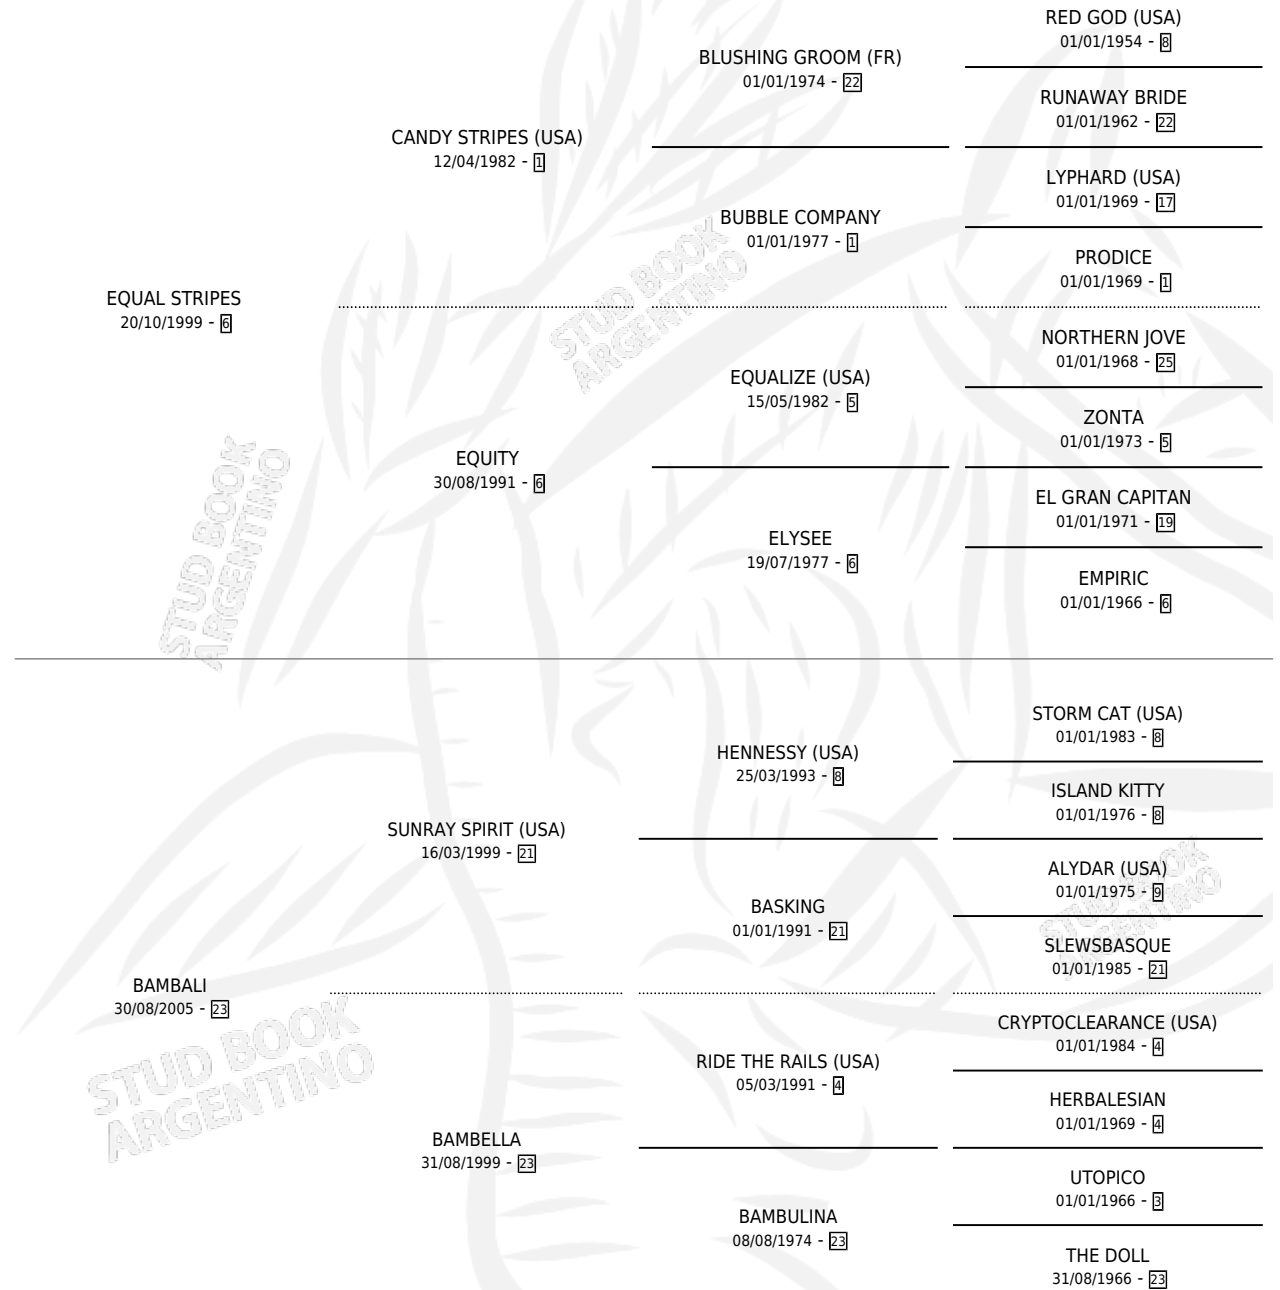 RED GOD (USA)
01/01/1954 - 8
BLUSHING GROOM (FR)
01/01/1974 - 22
RUNAWAY BRIDE
01/01/1962 - 22
CANDY STRIPES (USA)
12/04/1982 - 1
LYPHARD (USA)
01/01/1969 - 17
BUBBLE COMPANY
01/01/1977 - 1
PRODICE
01/01/1969 - 1
STUD BOOK
ARGENTINO
EQUAL STRIPES
20/10/1999 - 6
NORTHERN JOVE
01/01/1968 - 25
EQUALIZE (USA)
15/05/1982 - 5
ZONTA
01/01/1973 - 5
EQUITY
30/08/1991 - 6
EL GRAN CAPITAN
01/01/1971 - 19
ELYSEE
19/07/1977 - 6
EMPIRIC
01/01/1966 - 6
STUD BOOK
ARGENTINO
STORM CAT (USA)
01/01/1983 - 8
HENNESSY (USA)
25/03/1993 - 8
ISLAND KITTY
01/01/1976 - 8
SUNRAY SPIRIT (USA)
16/03/1999 - 21
ALYDAR (USA)
01/01/1975 - 9
BASKING
01/01/1991 - 21
SLEWSBASQUE
01/01/1985 - 21
STUD BOOK
ARGENTINO
BAMBALI
30/08/2005 - 23
CRYPTOCLEARANCE (USA)
01/01/1984 - 4
RIDE THE RAILS (USA)
05/03/1991 - 4
HERBALESIAN
01/01/1969 - 4
STUD BOOK
ARGENTINO
BAMBELLA
31/08/1999 - 23
UTOPICO
01/01/1966 - 3
BAMBULINA
08/08/1974 - 23
THE DOLL
31/08/1966 - 23